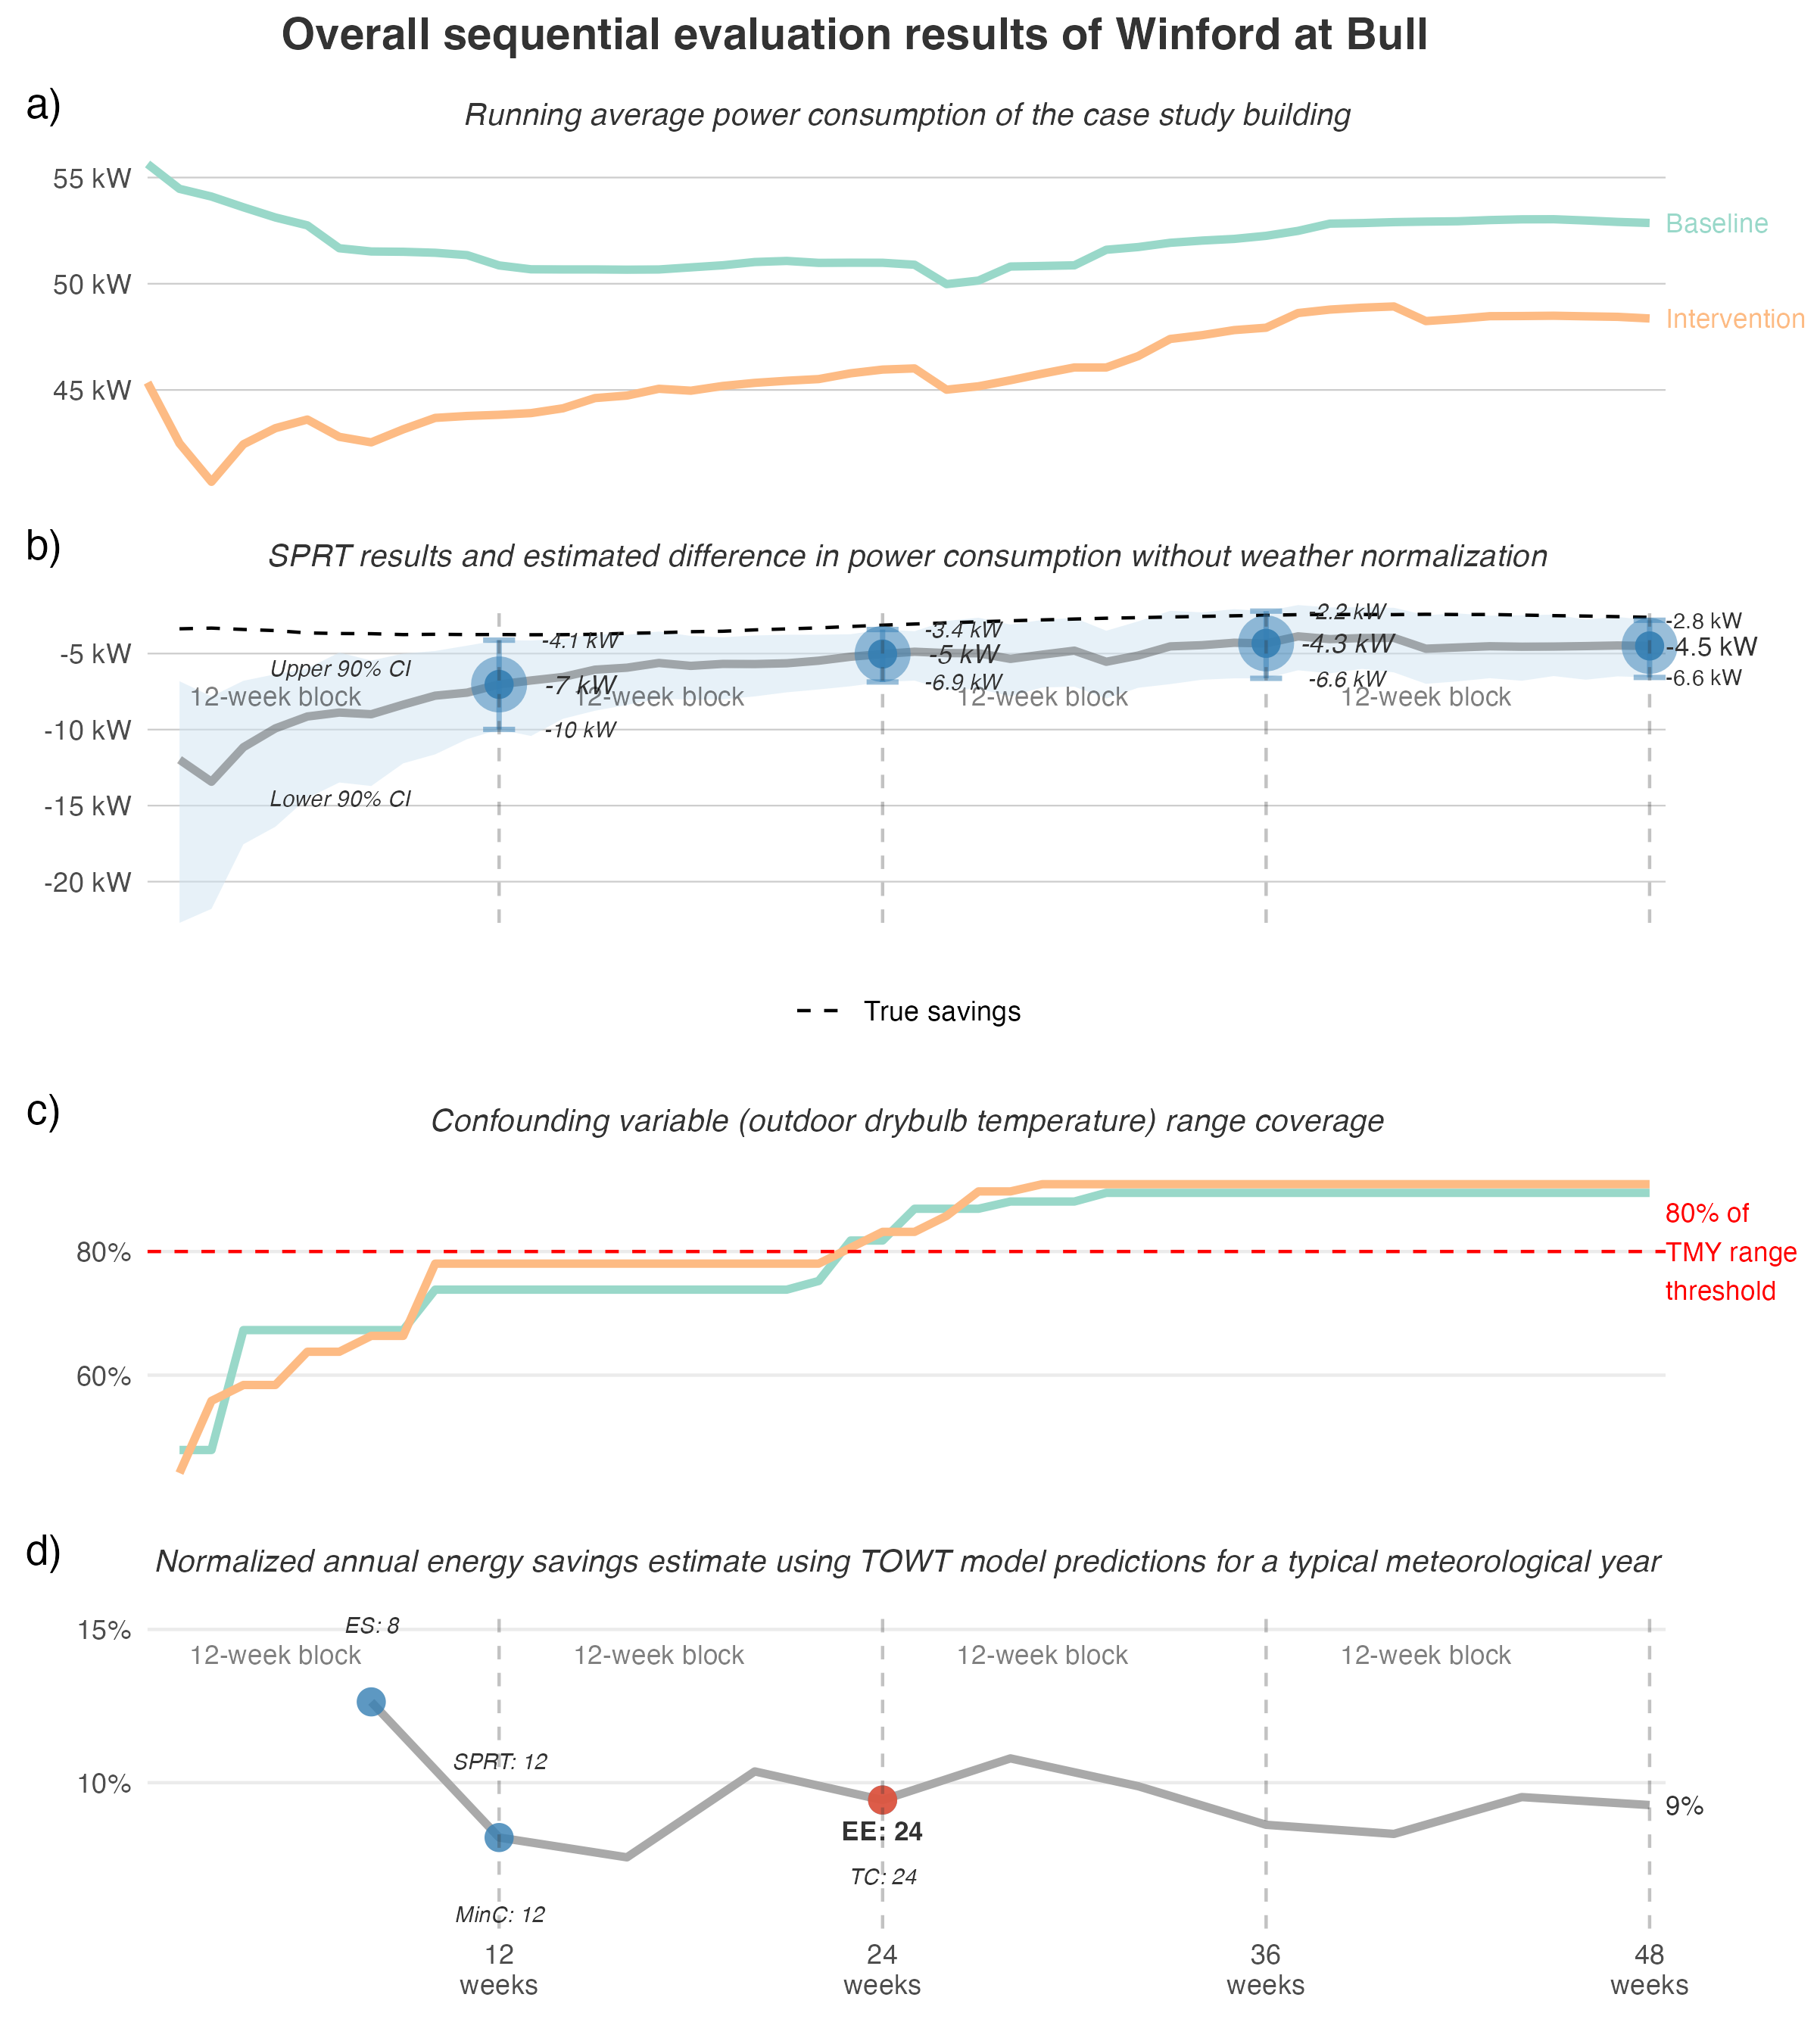 Overall sequential evaluation results of Winford at Bull
a)
Running average power consumption of the case study building
55 kW
50 kW
45 kW
Baseline
Intervention
b)
SPRT results and estimated difference in power consumption without weather normalization
-5 kW
-10 kW
-15 kW
-20 kW
Upper 90% CI
Lower 90% CI
12-week block
12-week block
12-week block
12-week block
-4.1 kW
-7 kW
-10 kW
-3.4 kW
-5 kW
-6.9 kW
-2.2 kW
-4.3 kW
-6.6 kW
-2.8 kW
-4.5 kW
-6.6 kW
True savings
c)
Confounding variable (outdoor drybulb temperature) range coverage
80%
60%
80% of
TMY range
threshold
d)
Normalized annual energy savings estimate using TOWT model predictions for a typical meteorological year
15%
10%
ES: 8
12-week block
12-week block
12-week block
12-week block
SPRT: 12
MinC: 12
EE: 24
TC: 24
9%
12
weeks
24
weeks
36
weeks
48
weeks